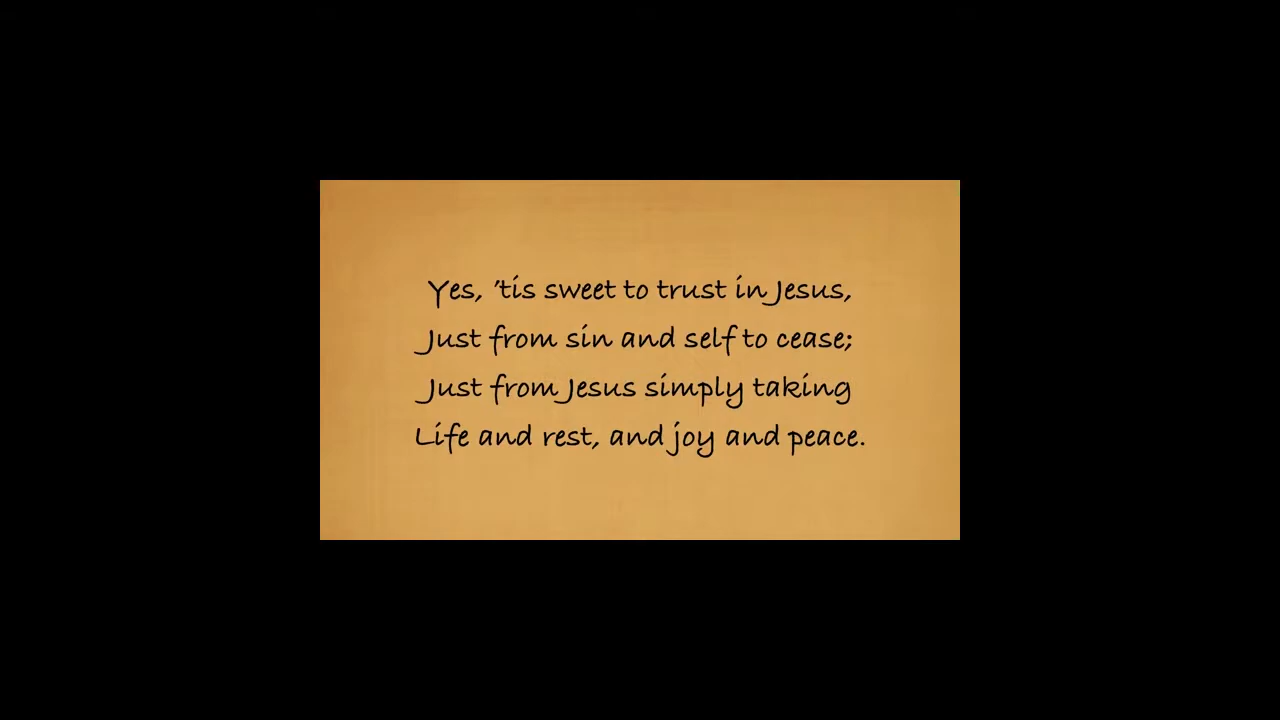 Yes, 'tis sweet to trust in Jesus,
Just from sin and self to cease;
Just from Jesus simply taking
Life and rest, and joy and peace.